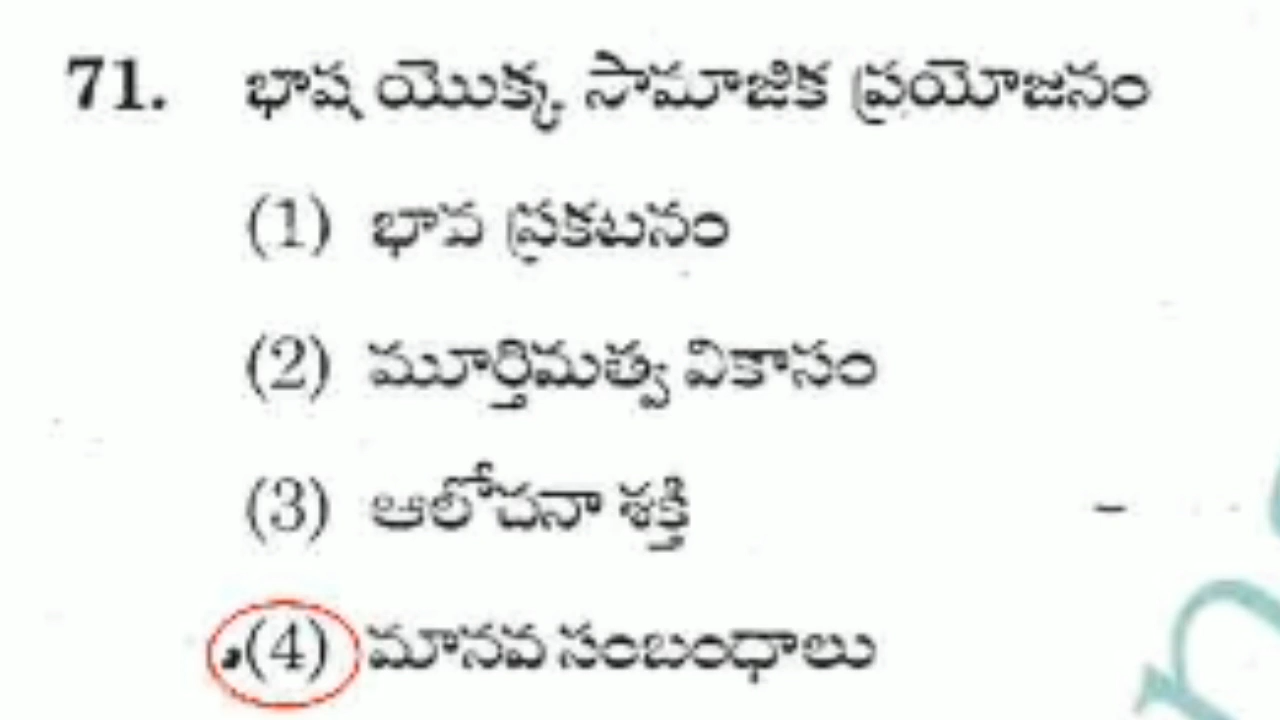 71. భాష యొక్క సామాజిక ప్రయోజనం
(1) భావ ప్రకటనం
(2) మూర్తిమత్వ వికాసం
(3) ఆలోచనా శక్తి
(4) మానవ సంబంధాలు